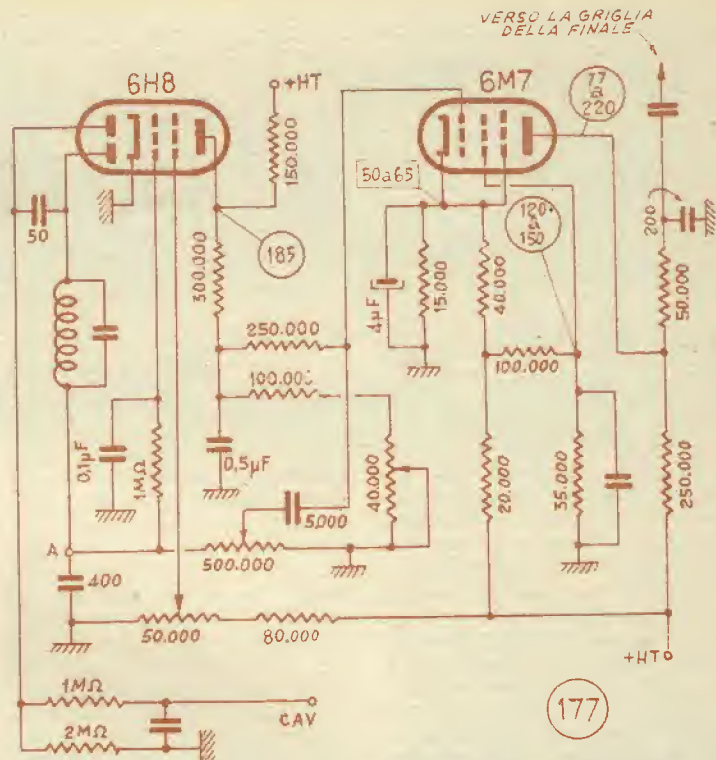 VERSO LA GRIGLIA
DELLA FINALE
6H8
+HT
150.000
6M7
77
a
220
50
50a65
120
a
150
200
185
300.000
4µF
15.000
40.000
50.000
250.000
100.000
100.000
0,1µF
1MΩ
0,5µF
40.000
20.000
35.000
250.000
5.000
A
500.000
400
50.000
80.000
+HT
1MΩ
CAV
2MΩ
177